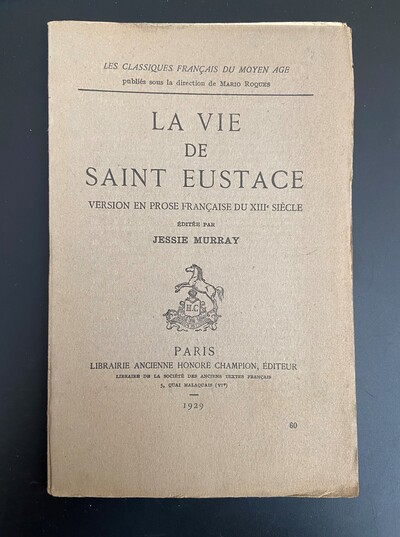 LES CLASSIQUES FRANÇAIS DU MOYEN AGE
publiés sous la direction de MARIO ROQUES
LA VIE
DE
SAINT EUSTACE
VERSION EN PROSE FRANÇAISE DU XIIIe SIÈCLE
ÉDITÉE PAR
JESSIE MURRAY
H.C
PARIS
LIBRAIRIE ANCIENNE HONORÉ CHAMPION, ÉDITEUR
LIBRAIRE DE LA SOCIÉTÉ DES ANCIENS TEXTES FRANÇAIS
5, QUAI MALAQUAIS (VIe)
1929
60